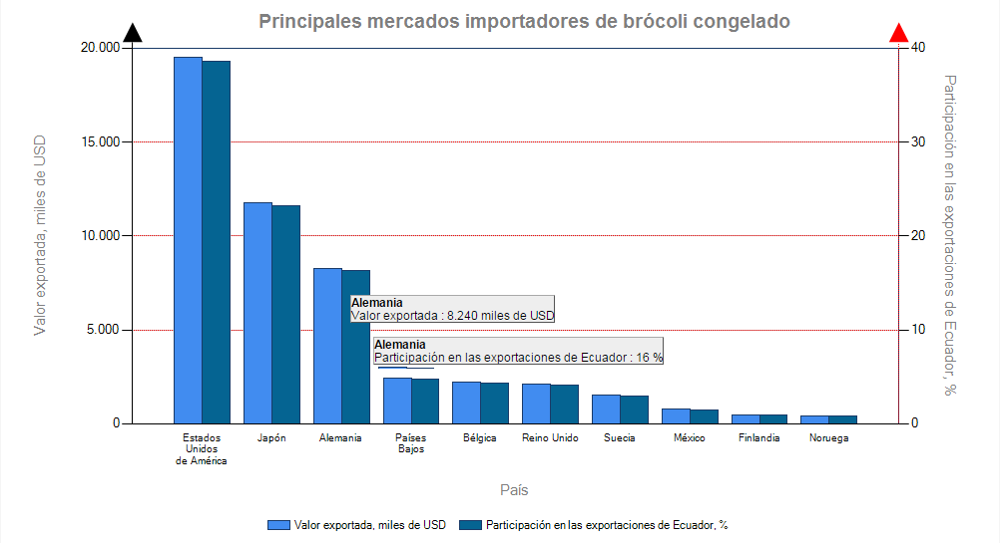 Principales mercados importadores de brócoli congelado
Valor exportada, miles de USD
20.000
15.000
10.000
5.000
0
40
30
20
10
0
Participación en las exportaciones de Ecuador, %
Alemania
Valor exportada : 8.240 miles de USD
Alemania
Participación en las exportaciones de Ecuador : 16 %
Estados
Unidos
de América
Japón
Alemania
Países
Bajos
Bélgica
Reino Unido
Suecia
México
Finlandia
Noruega
País
Valor exportada, miles de USD
Participación en las exportaciones de Ecuador, %